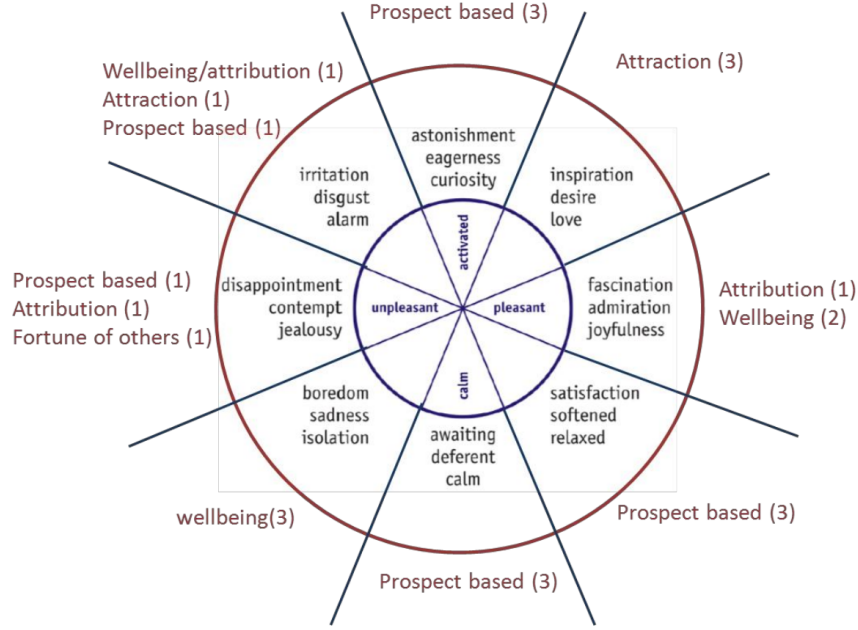 Prospect based (3)
Attraction (3)
Wellbeing/attribution (1)
Attraction (1)
Prospect based (1)
astonishment
eagerness
curiosity
irritation
disgust
alarm
inspiration
desire
love
activated
Prospect based (1)
Attribution (1)
Fortune of others (1)
disappointment
contempt
jealousy
unpleasant
pleasant
fascination
admiration
joyfulness
Attribution (1)
Wellbeing (2)
calm
boredom
sadness
isolation
awaiting
deferent
calm
satisfaction
softened
relaxed
wellbeing(3)
Prospect based (3)
Prospect based (3)